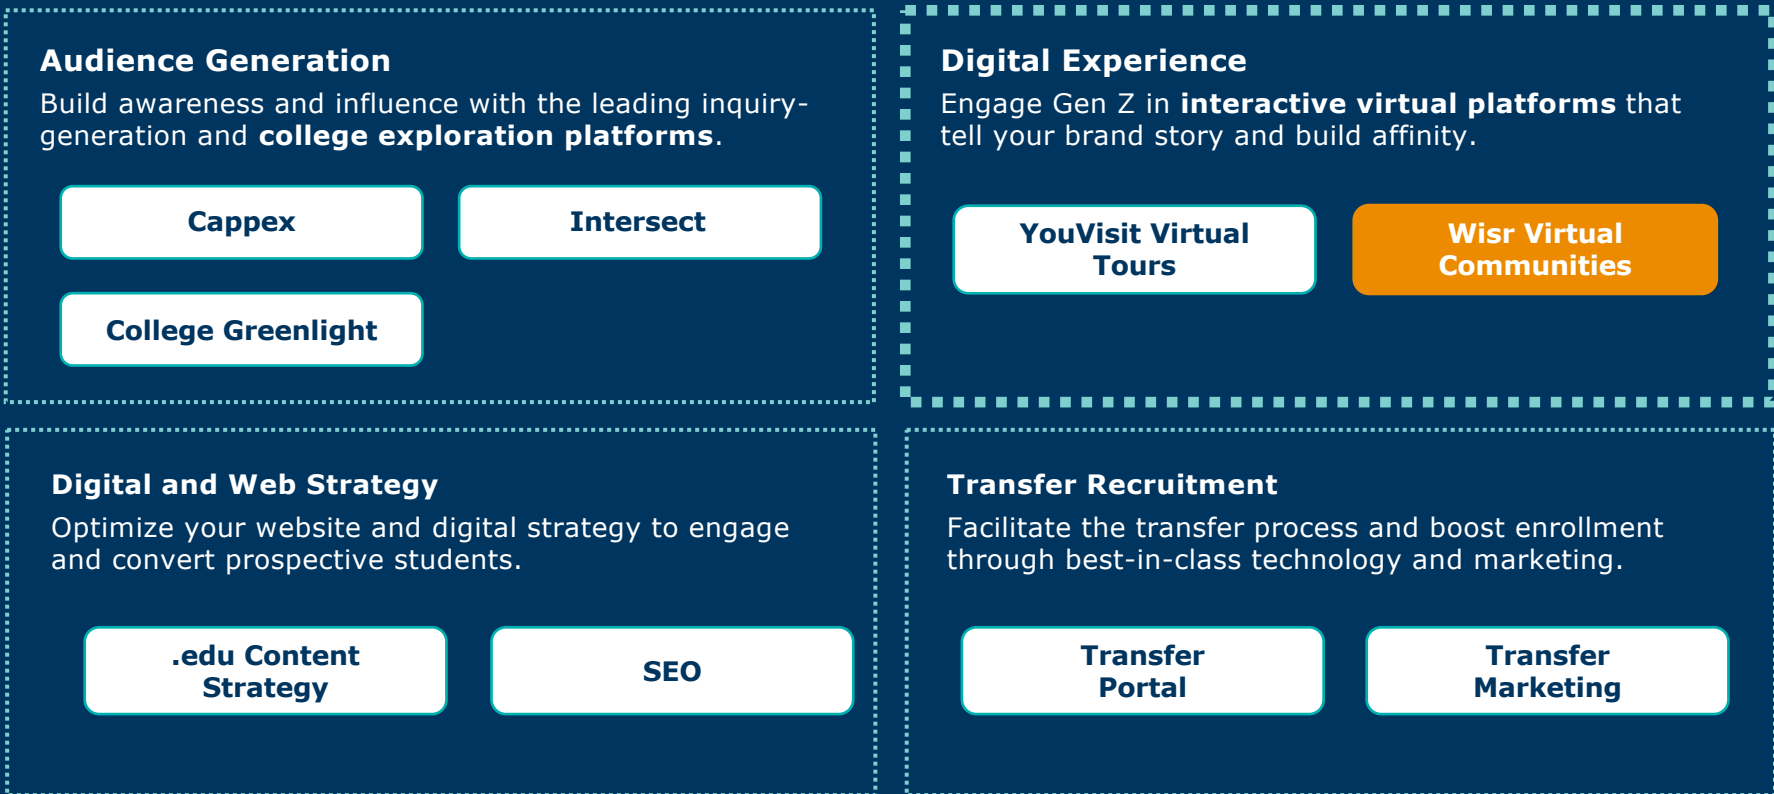 Audience Generation
Build awareness and influence with the leading inquiry-
generation and college exploration platforms.
Cappex
Intersect
College Greenlight
Digital Experience
Engage Gen Z in interactive virtual platforms that
tell your brand story and build affinity.
YouVisit Virtual
Tours
Wisr Virtual
Communities
Digital and Web Strategy
Optimize your website and digital strategy to engage
and convert prospective students.
.edu Content
Strategy
SEO
Transfer Recruitment
Facilitate the transfer process and boost enrollment
through best-in-class technology and marketing.
Transfer
Portal
Transfer
Marketing